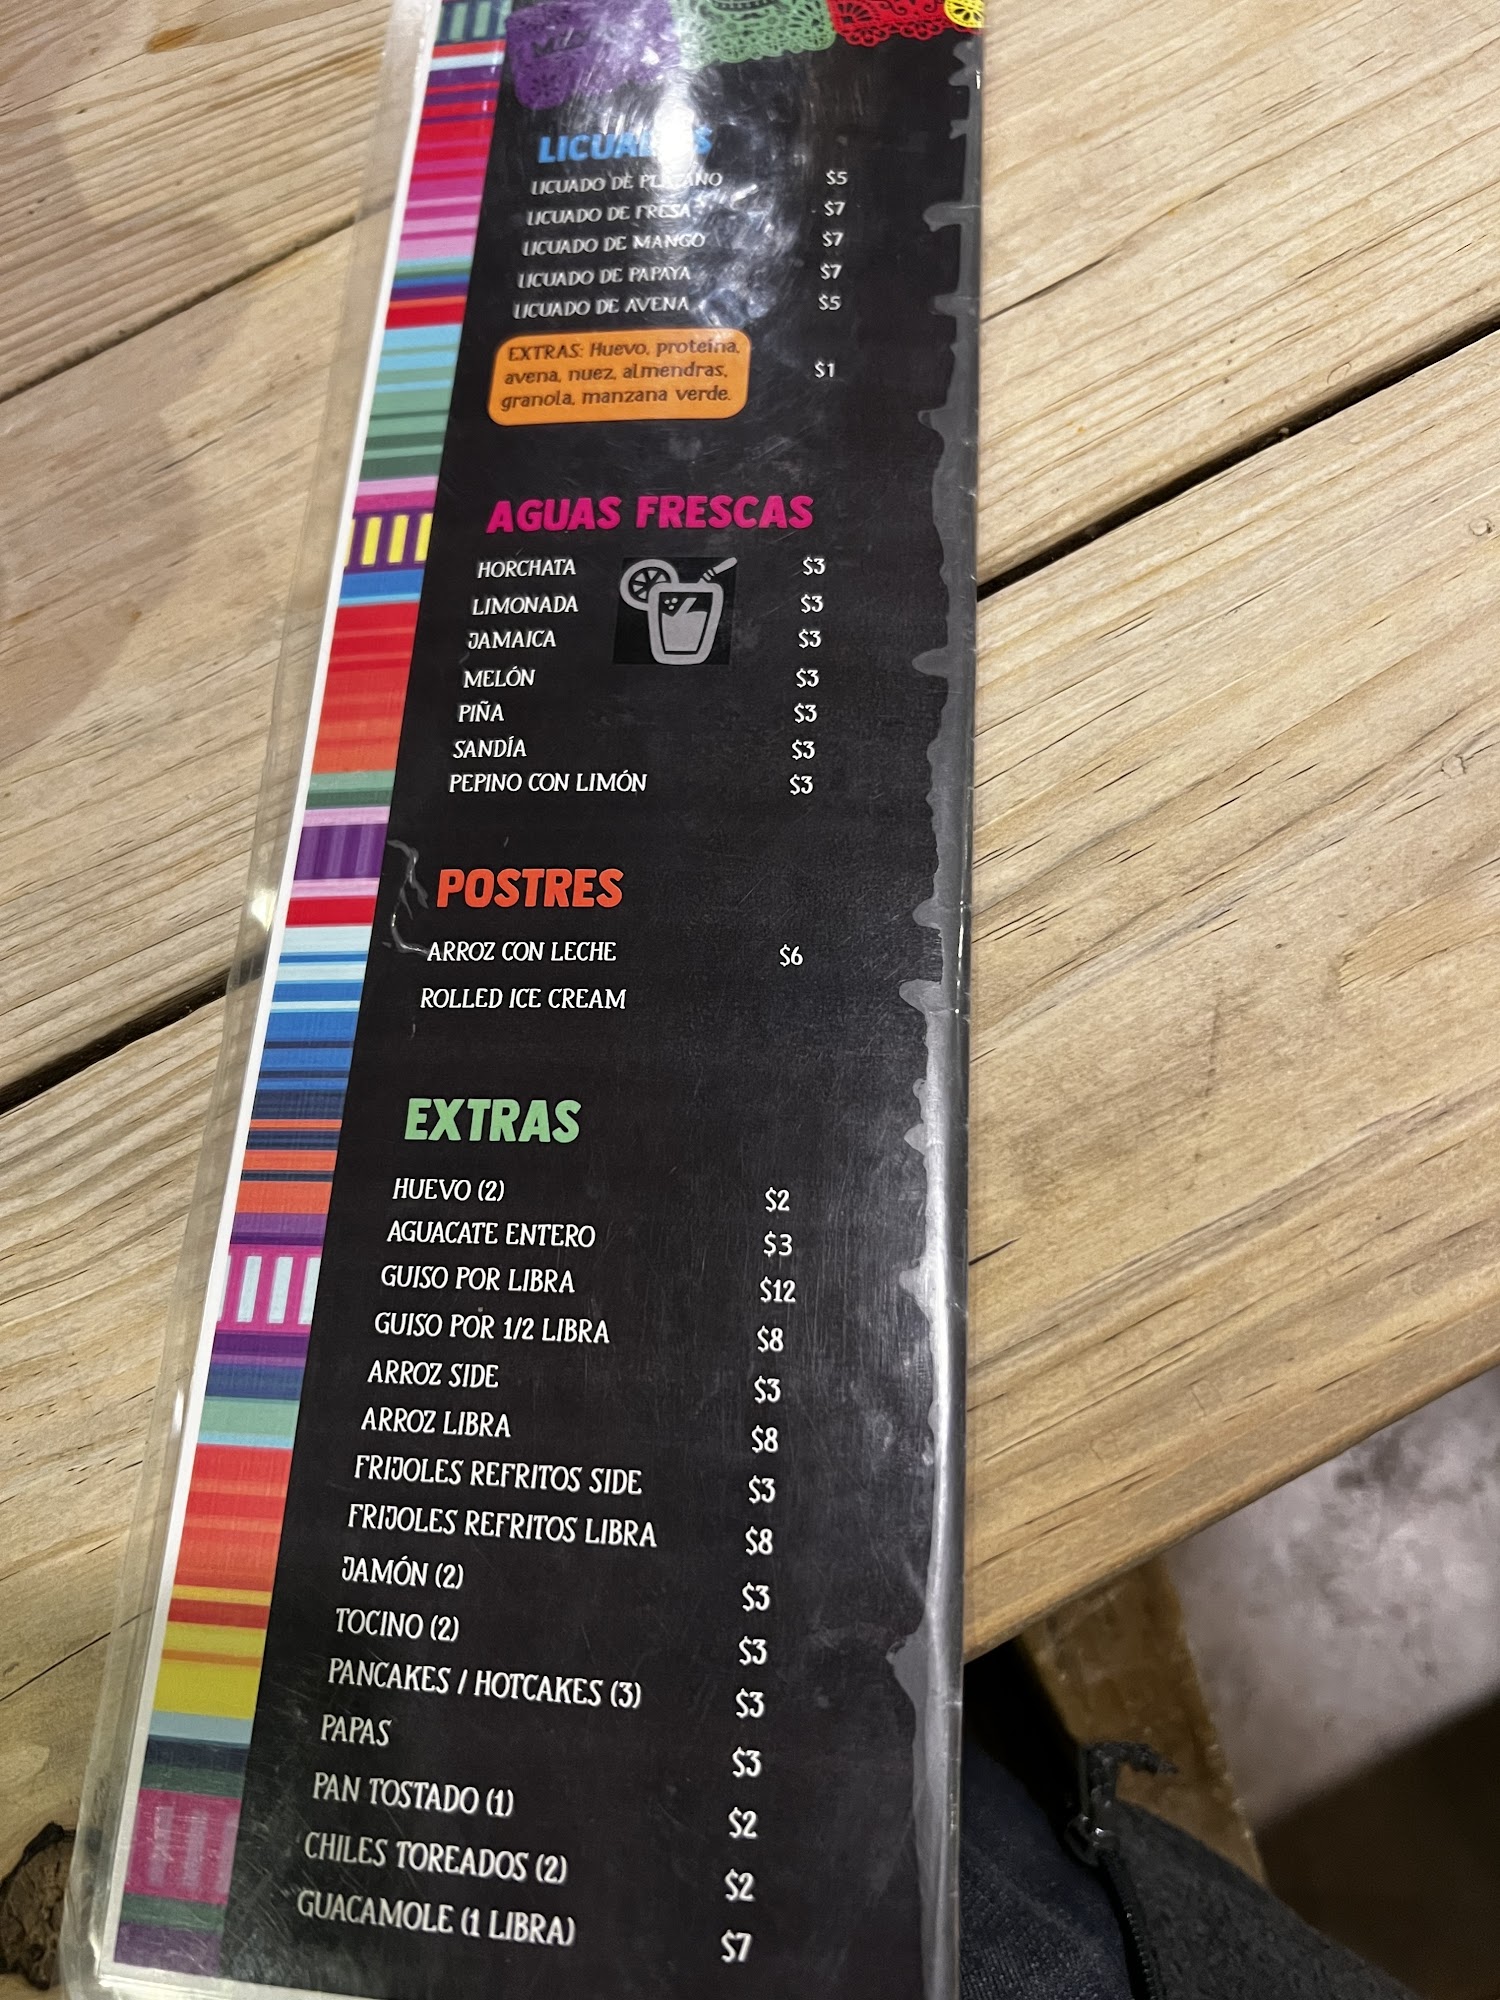 LICUADOS
LICUADO DE PLATANO $5
LICUADO DE FRESA $7
LICUADO DE MANGO $7
LICUADO DE PAPAYA $7
LICUADO DE AVENA $5
EXTRAS: Huevo, proteína,
avena, nuez, almendras, $1
granola, manzana verde.
AGUAS FRESCAS
HORCHATA $3
LIMONADA $3
JAMAICA $3
MELÓN $3
PIÑA $3
SANDÍA $3
PEPINO CON LIMÓN $3
POSTRES
ARROZ CON LECHE $6
ROLLED ICE CREAM
EXTRAS
HUEVO (2) $2
AGUACATE ENTERO $3
GUISO POR LIBRA $12
GUISO POR 1/2 LIBRA $8
ARROZ SIDE $3
ARROZ LIBRA $8
FRIJOLES REFRITOS SIDE $3
FRIJOLES REFRITOS LIBRA $8
JAMÓN (2) $3
TOCINO (2) $3
PANCAKES / HOTCAKES (3) $3
PAPAS $3
PAN TOSTADO (1) $2
CHILES TOREADOS (2) $2
GUACAMOLE (1 LIBRA) $7